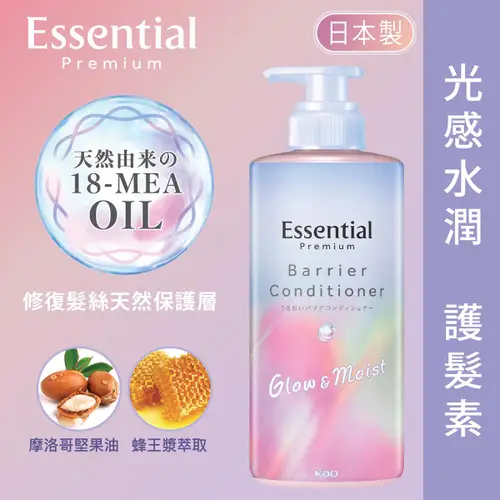 Essential
Premium
日本製
天然由来の
18-MEA
OIL
修復髮絲天然保護層
摩洛哥堅果油
蜂王漿萃取
Essential
Premium
Barrier
Conditioner
うるおいバリアコンディショナー
Glow & Moist
Kao
光感水潤 護髮素